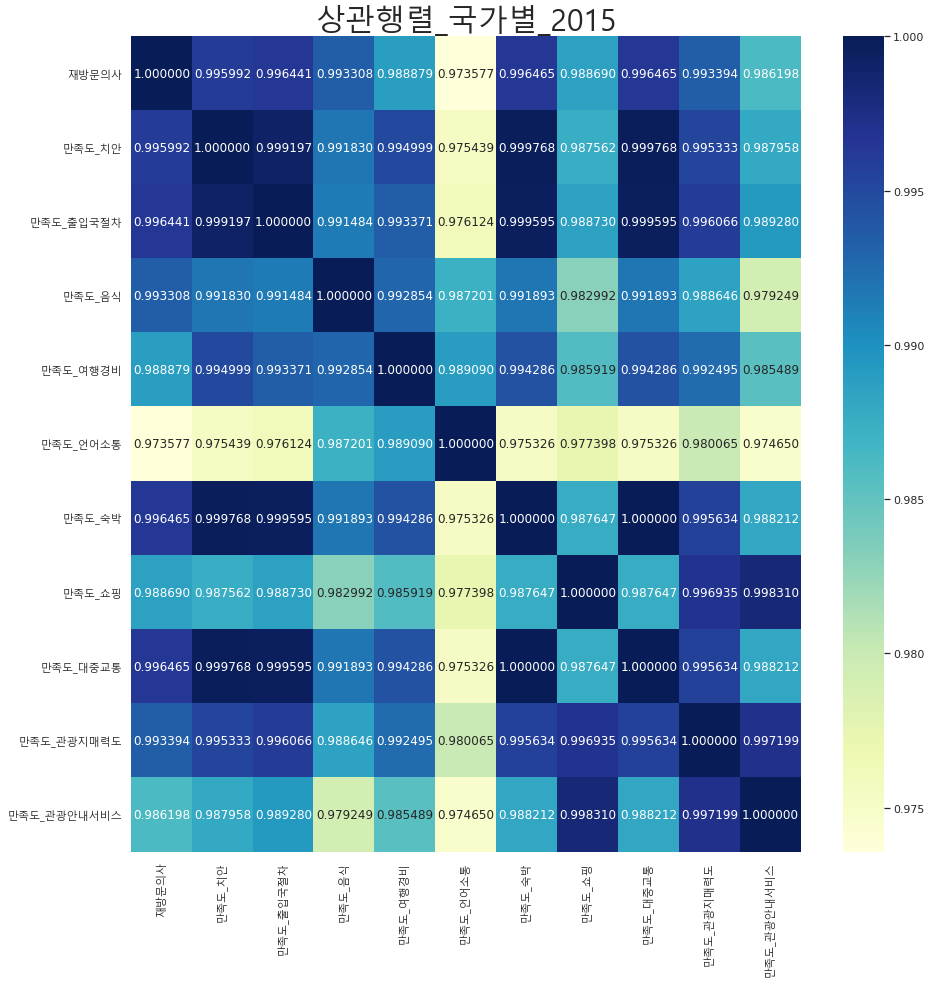 상관행렬_국가별_2015
재방문의사 1.000000 0.995992 0.996441 0.993308 0.988879 0.973577 0.996465 0.988690 0.996465 0.993394 0.986198
만족도_치안 0.995992 1.000000 0.999197 0.991830 0.994999 0.975439 0.999768 0.987562 0.999768 0.995333 0.987958
만족도_출입국절차 0.996441 0.999197 1.000000 0.991484 0.993371 0.976124 0.999595 0.988730 0.999595 0.996066 0.989280
만족도_음식 0.993308 0.991830 0.991484 1.000000 0.992854 0.987201 0.991893 0.982992 0.991893 0.988646 0.979249
만족도_여행경비 0.988879 0.994999 0.993371 0.992854 1.000000 0.989090 0.994286 0.985919 0.994286 0.992495 0.985489
만족도_언어소통 0.973577 0.975439 0.976124 0.987201 0.989090 1.000000 0.975326 0.977398 0.975326 0.980065 0.974650
만족도_숙박 0.996465 0.999768 0.999595 0.991893 0.994286 0.975326 1.000000 0.987647 1.000000 0.995634 0.988212
만족도_쇼핑 0.988690 0.987562 0.988730 0.982992 0.985919 0.977398 0.987647 1.000000 0.987647 0.996935 0.998310
만족도_대중교통 0.996465 0.999768 0.999595 0.991893 0.994286 0.975326 1.000000 0.987647 1.000000 0.995634 0.988212
만족도_관광지매력도 0.993394 0.995333 0.996066 0.988646 0.992495 0.980065 0.995634 0.996935 0.995634 1.000000 0.997199
만족도_관광안내서비스 0.986198 0.987958 0.989280 0.979249 0.985489 0.974650 0.988212 0.998310 0.988212 0.997199 1.000000
재방문의사
만족도_치안
만족도_출입국절차
만족도_음식
만족도_여행경비
만족도_언어소통
만족도_숙박
만족도_쇼핑
만족도_대중교통
만족도_관광지매력도
만족도_관광안내서비스
1.000
0.995
0.990
0.985
0.980
0.975